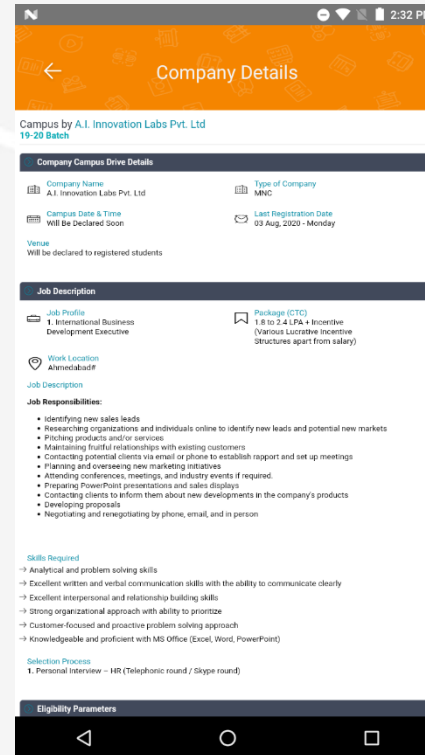 2:32 PM
Company Details
Campus by A.I. Innovation Labs Pvt. Ltd
19-20 Batch
Company Campus Drive Details
Company Name
A.I. Innovation Labs Pvt. Ltd
Type of Company
MNC
Campus Date & Time
Will Be Declared Soon
Last Registration Date
03 Aug, 2020 - Monday
Venue
Will be declared to registered students
Job Description
Job Profile
1. International Business
Development Executive
Package (CTC)
1.8 to 2.4 LPA + Incentive
(Various Lucrative Incentive
Structures apart from salary)
Work Location
Ahmedabad#
Job Description
Job Responsibilities:
• Identifying new sales leads
• Researching organizations and individuals online to identify new leads and potential new markets
• Pitching products and/or services
• Maintaining fruitful relationships with existing customers
• Contacting potential clients via email or phone to establish rapport and set up meetings
• Planning and overseeing new marketing initiatives
• Attending conferences, meetings, and industry events if required.
• Preparing PowerPoint presentations and sales displays
• Contacting clients to inform them about new developments in the company's products
• Developing proposals
• Negotiating and renegotiating by phone, email, and in person
Skills Required
→ Analytical and problem solving skills
→ Excellent written and verbal communication skills with the ability to communicate clearly
→ Excellent interpersonal and relationship building skills
→ Strong organizational approach with ability to prioritize
→ Customer-focused and proactive problem solving approach
→ Knowledgeable and proficient with MS Office (Excel, Word, PowerPoint)
Selection Process
1. Personal Interview – HR (Telephonic round / Skype round)
Eligibility Parameters